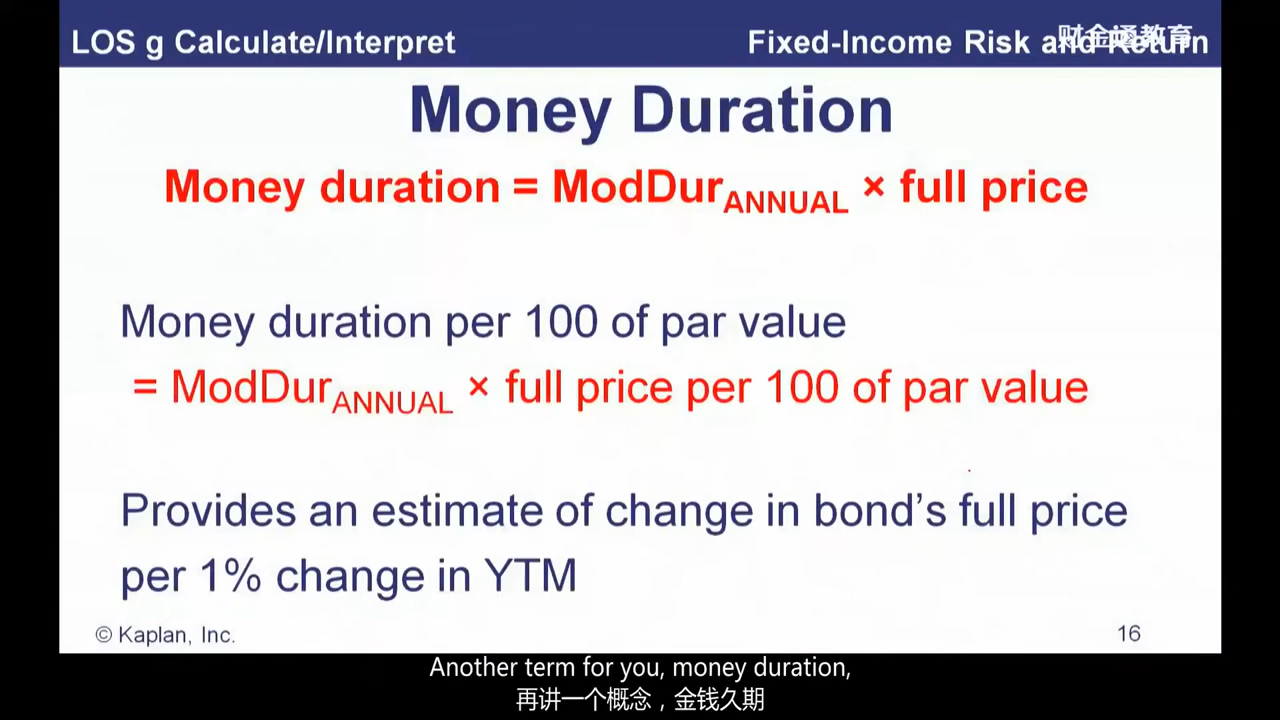 LOS g Calculate/Interpret
Fixed-Income Risk and Return
财金通教育
Money Duration
Money duration = ModDurANNUAL × full price
Money duration per 100 of par value
= ModDurANNUAL × full price per 100 of par value
Provides an estimate of change in bond’s full price
per 1% change in YTM
© Kaplan, Inc.
16
Another term for you, money duration,
再讲一个概念，金钱久期